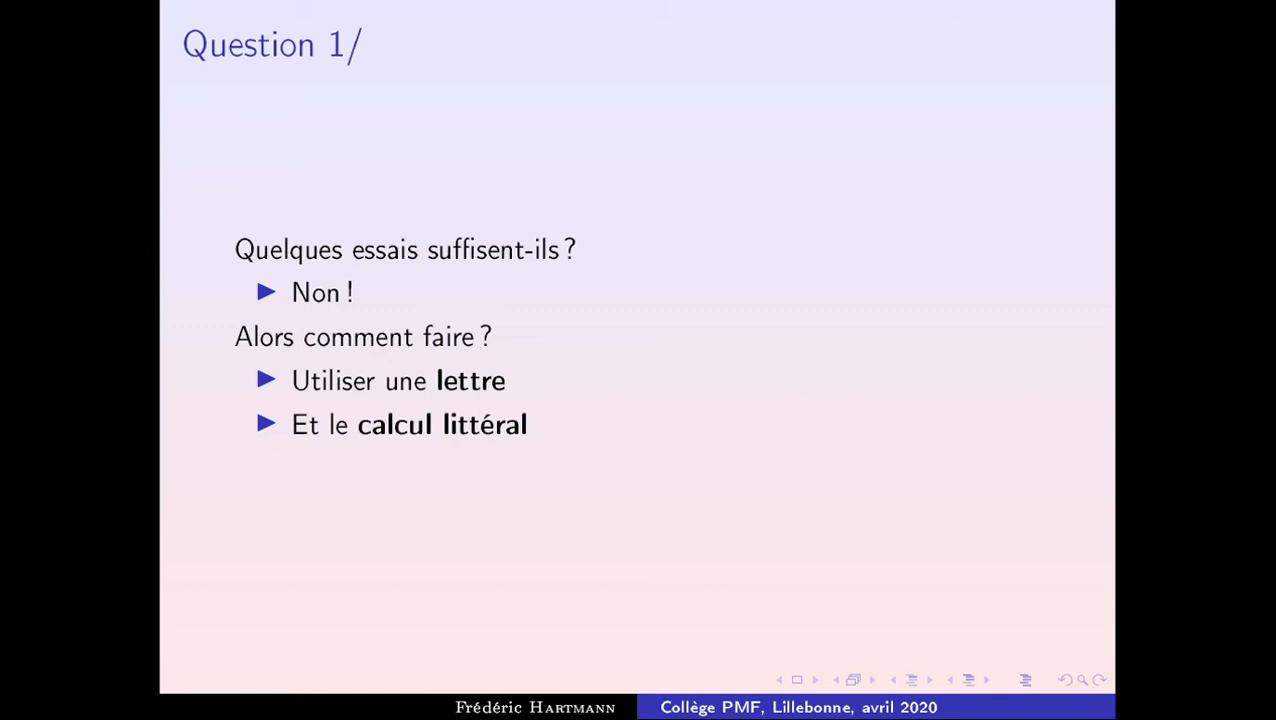 Question 1/
Quelques essais suffisent-ils ?
Non !
Alors comment faire ?
Utiliser une lettre
Et le calcul littéral
Frédéric Hartmann
Collège PMF, Lillebonne, avril 2020